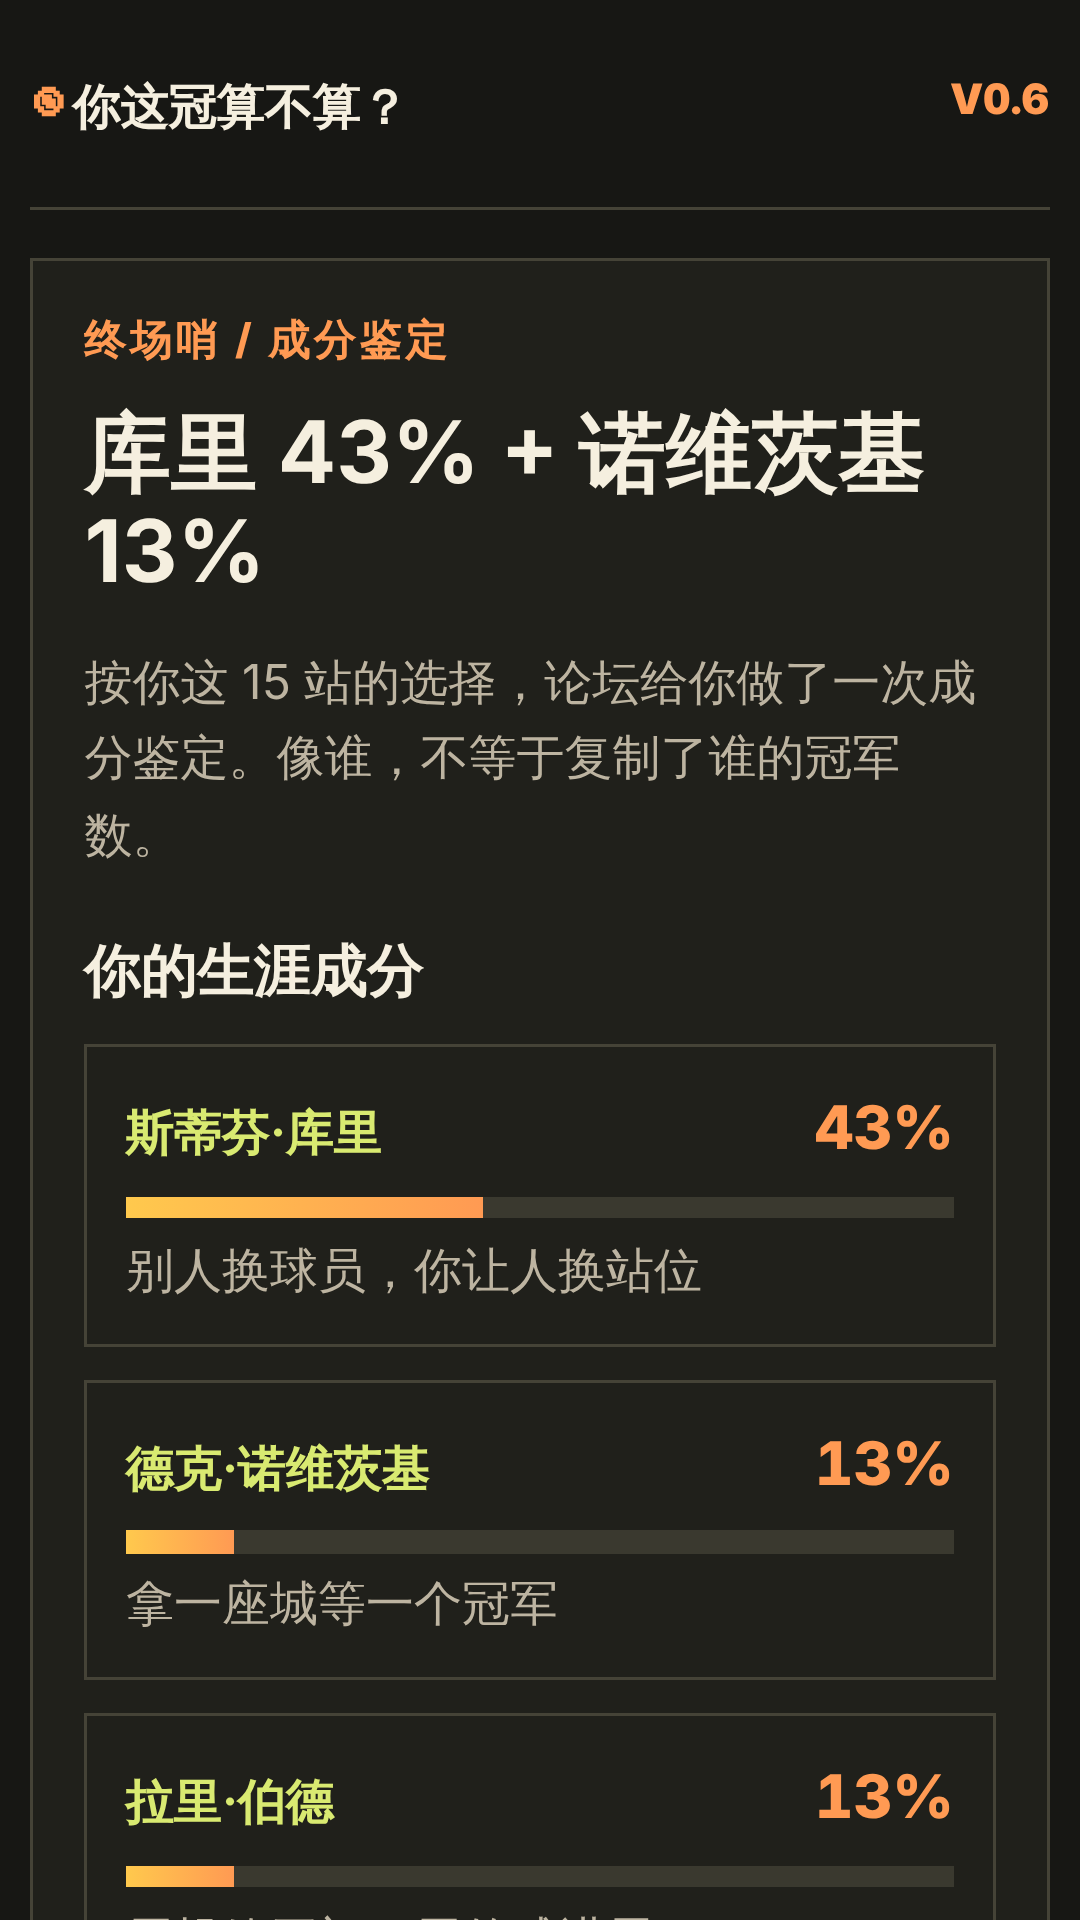 你这冠算不算？
V0.6
终场哨 / 成分鉴定
库里 43% + 诺维茨基
13%
按你这 15 站的选择，论坛给你做了一次成
分鉴定。像谁，不等于复制了谁的冠军
数。
你的生涯成分
斯蒂芬·库里
43%
别人换球员，你让人换站位
德克·诺维茨基
13%
拿一座城等一个冠军
拉里·伯德
13%